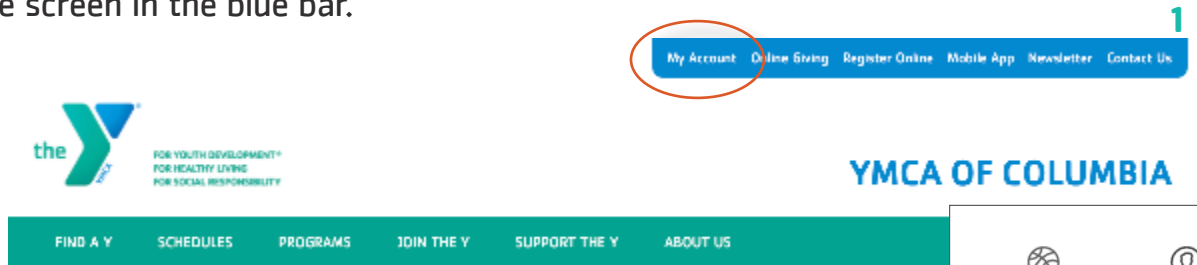 e screen in the blue bar.
1
My Account Online Giving Register Online Mobile App Newsletter Contact Us
the
YMCA
FOR YOUTH DEVELOPMENT®
FOR HEALTHY LIVING
FOR SOCIAL RESPONSIBILITY
YMCA OF COLUMBIA
FIND A Y SCHEDULES PROGRAMS JOIN THE Y SUPPORT THE Y ABOUT US